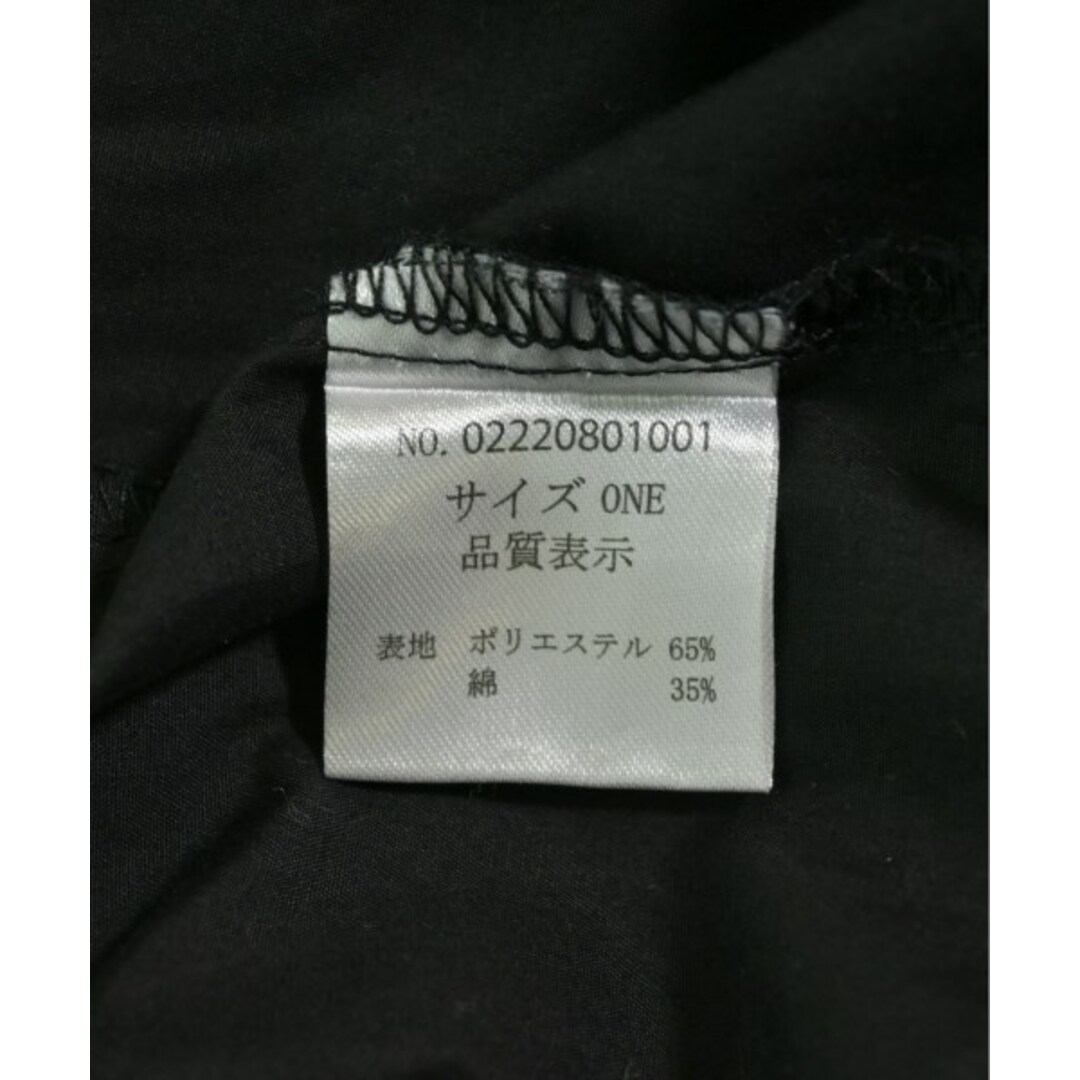 NO. 02220801001
サイズ ONE
品質表示
表地 ポリエステル 65%
綿 35%